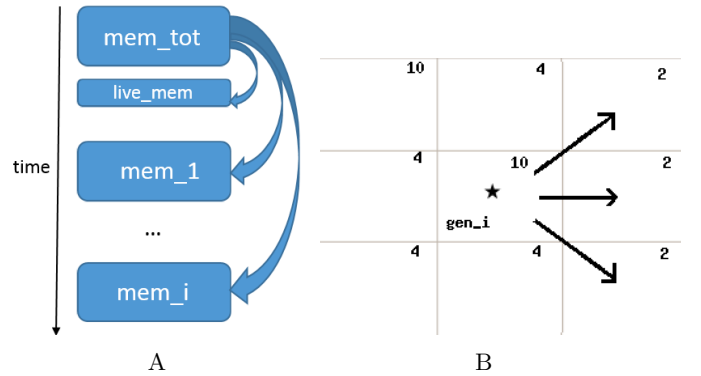 mem_tot
live_mem
time
mem_1
...
mem_i
A
10 4 2
4 10 2
gen_i
4 4 2
B